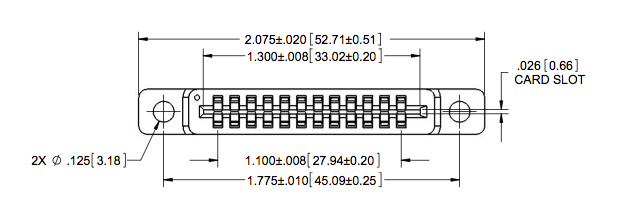 2.075±.020[52.71±0.51]
1.300±.008[33.02±0.20]
.026[0.66]
CARD SLOT
2X Ø .125[3.18]
1.100±.008[27.94±0.20]
1.775±.010[45.09±0.25]